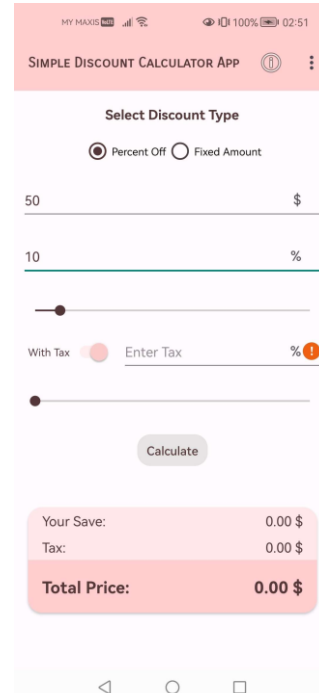 MY MAXIS VoLTE 100% 02:51
SIMPLE DISCOUNT CALCULATOR APP
Select Discount Type
Percent Off Fixed Amount
50 $
10 %
With Tax Enter Tax %
Calculate
Your Save: 0.00 $
Tax: 0.00 $
Total Price: 0.00 $